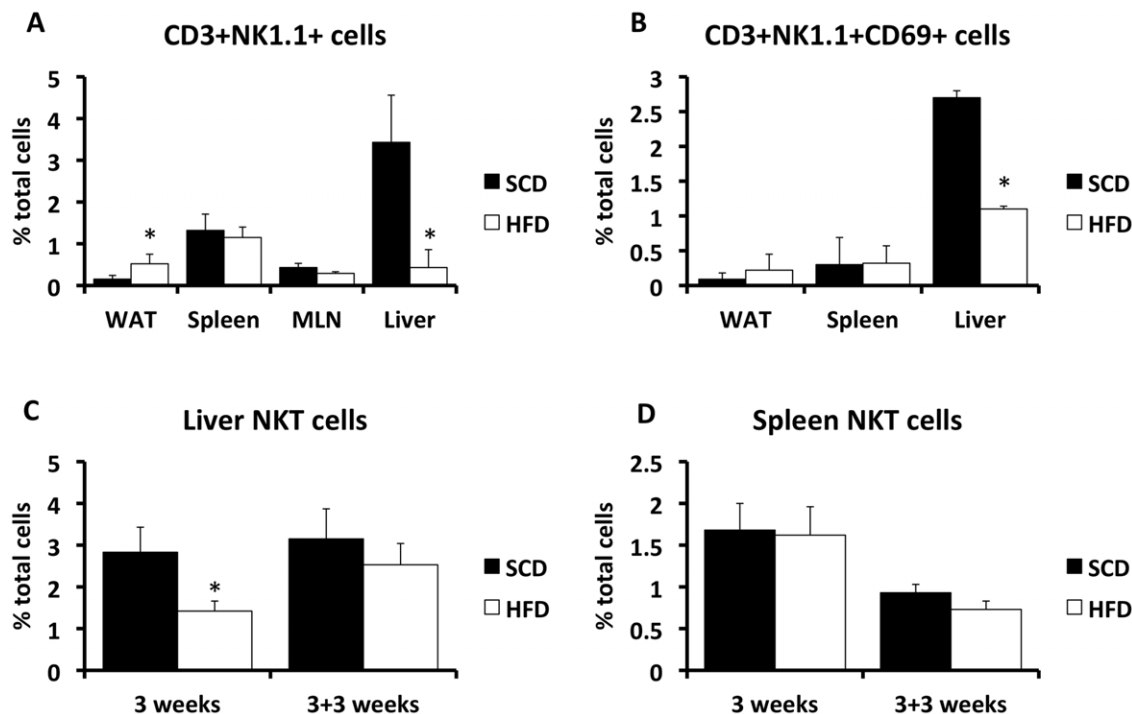 A
CD3+NK1.1+ cells
% total cells
5
4
3
2
1
0
*
*
WAT Spleen MLN Liver
SCD
HFD
B
CD3+NK1.1+CD69+ cells
% total cells
3
2.5
2
1.5
1
0.5
0
*
WAT Spleen Liver
SCD
HFD
C
Liver NKT cells
% total cells
5
4
3
2
1
0
*
3 weeks 3+3 weeks
SCD
HFD
D
Spleen NKT cells
% total cells
2.5
2
1.5
1
0.5
0
3 weeks 3+3 weeks
SCD
HFD